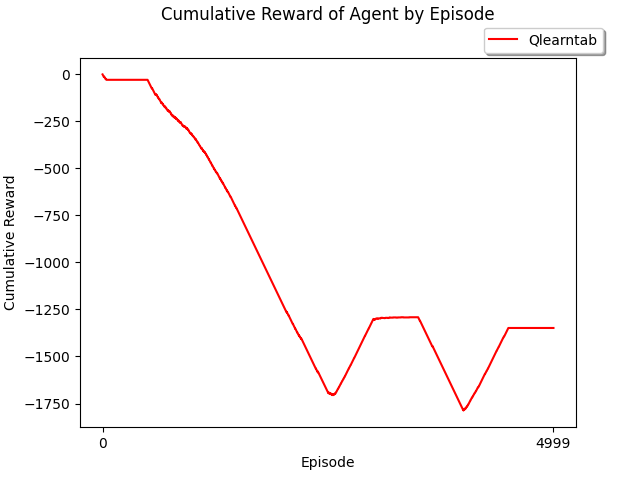 Cumulative Reward of Agent by Episode
Qlearntab
0
−250
−500
−750
−1000
−1250
−1500
−1750
Cumulative Reward
0
4999
Episode